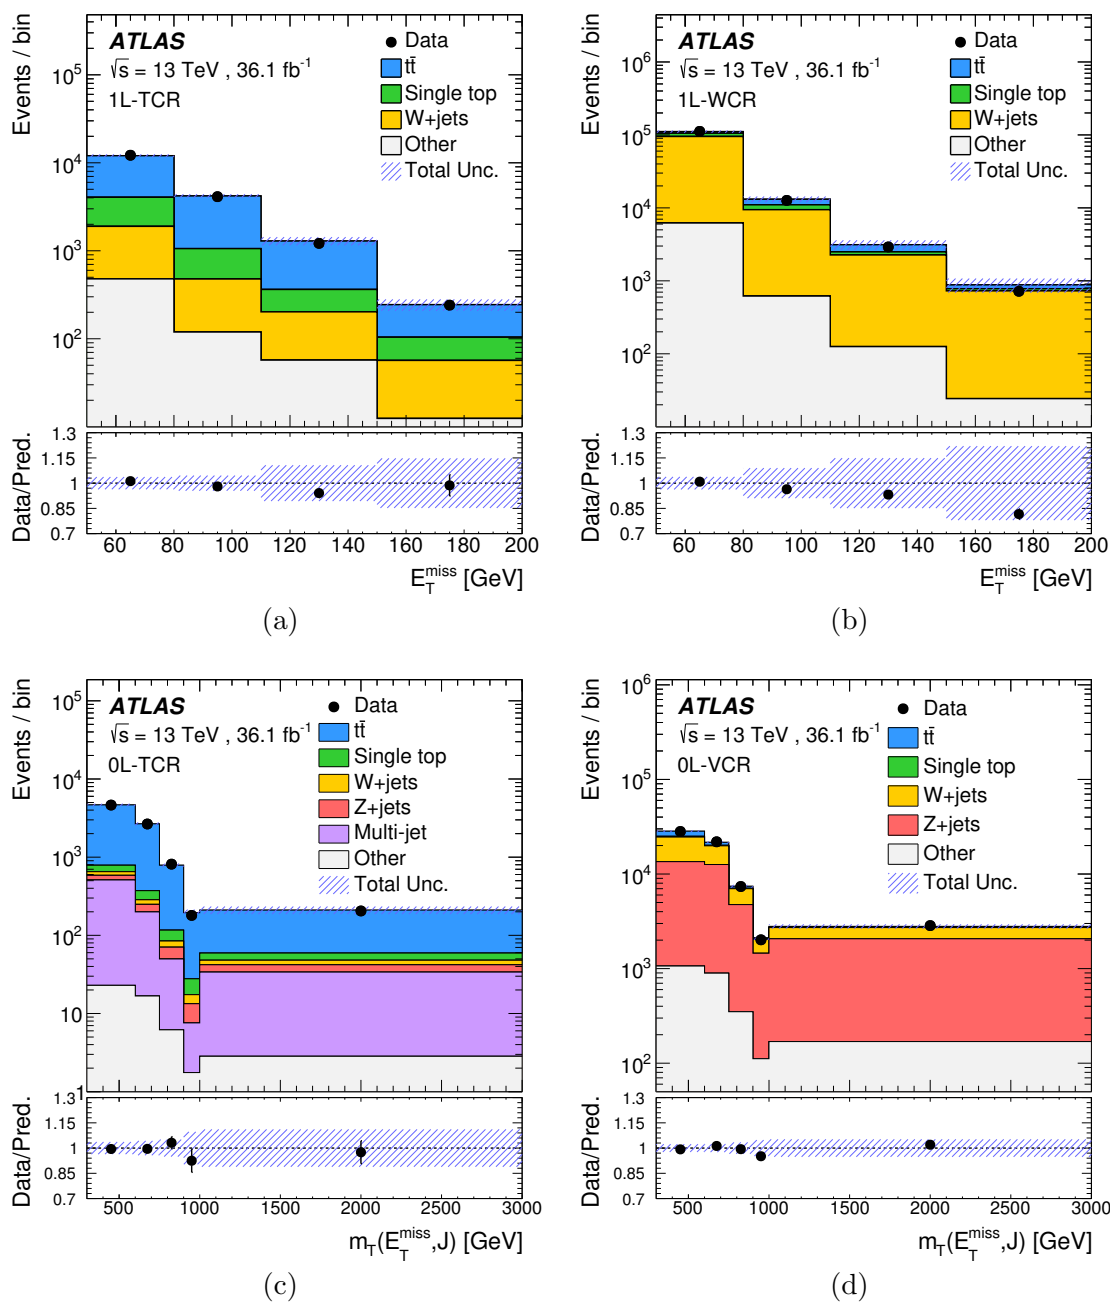 Events / bin
ATLAS
√s = 13 TeV , 36.1 fb⁻¹
1L-TCR
Data
tt̄
Single top
W+jets
Other
Total Unc.
10⁵
10⁴
10³
10²
Data/Pred.
1.3
1.15
1
0.85
0.7
60 80 100 120 140 160 180 200
E_T^miss [GeV]
(a)
Events / bin
ATLAS
√s = 13 TeV , 36.1 fb⁻¹
1L-WCR
Data
tt̄
Single top
W+jets
Other
Total Unc.
10⁶
10⁵
10⁴
10³
10²
Data/Pred.
1.3
1.15
1
0.85
0.7
60 80 100 120 140 160 180 200
E_T^miss [GeV]
(b)
Events / bin
ATLAS
√s = 13 TeV , 36.1 fb⁻¹
0L-TCR
Data
tt̄
Single top
W+jets
Z+jets
Multi-jet
Other
Total Unc.
10⁵
10⁴
10³
10²
10
1
Data/Pred.
1.3
1.15
1
0.85
0.7
500 1000 1500 2000 2500 3000
m_T(E_T^miss,J) [GeV]
(c)
Events / bin
ATLAS
√s = 13 TeV , 36.1 fb⁻¹
0L-VCR
Data
tt̄
Single top
W+jets
Z+jets
Other
Total Unc.
10⁶
10⁵
10⁴
10³
10²
Data/Pred.
1.3
1.15
1
0.85
0.7
500 1000 1500 2000 2500 3000
m_T(E_T^miss,J) [GeV]
(d)